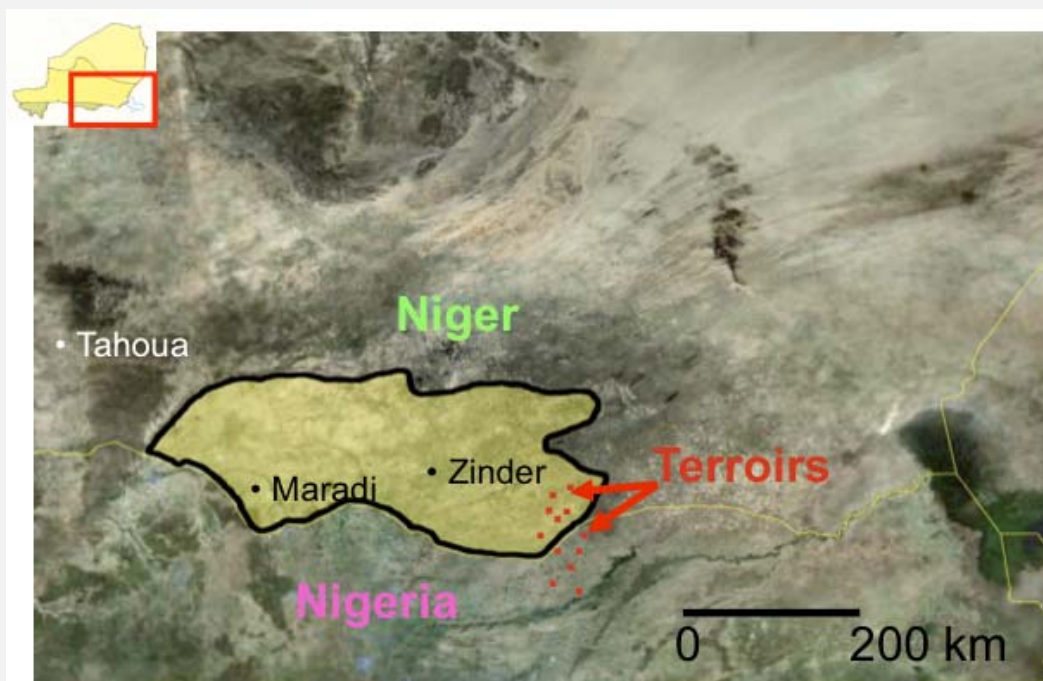 Niger
Tahoua
Zinder
Terroirs
Maradi
Nigeria
0 200 km